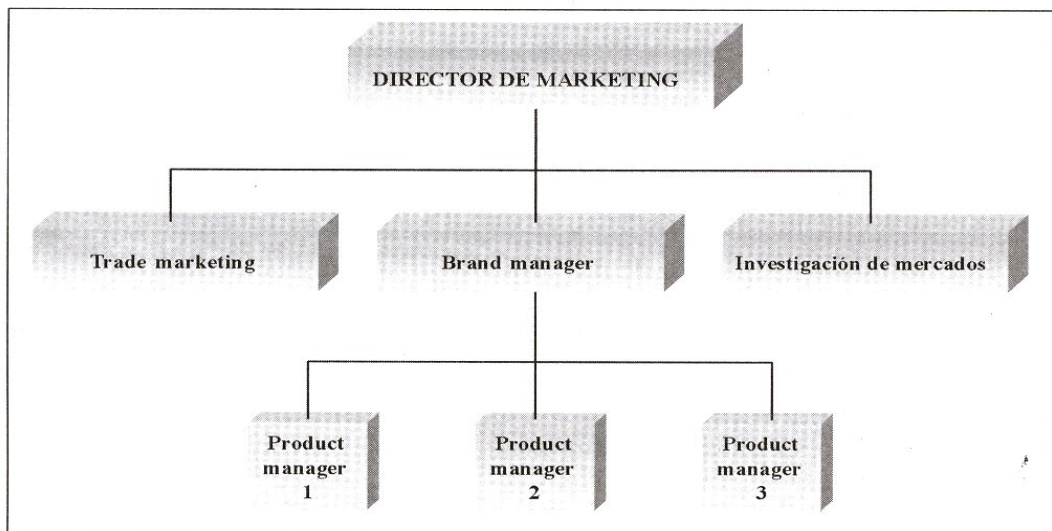 DIRECTOR DE MARKETING
Trade marketing
Brand manager
Investigación de mercados
Product
manager
1
Product
manager
2
Product
manager
3